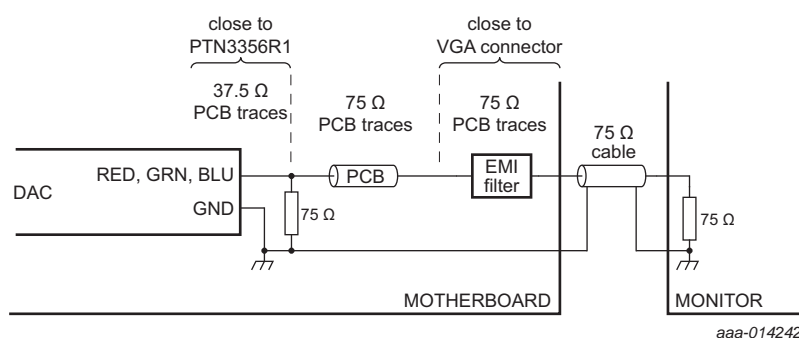 close to
PTN3356R1
close to
VGA connector
37.5 Ω
PCB traces
75 Ω
PCB traces
75 Ω
PCB traces
75 Ω
cable
DAC
RED, GRN, BLU
GND
PCB
EMI
filter
75 Ω
75 Ω
MOTHERBOARD
MONITOR
aaa-014242